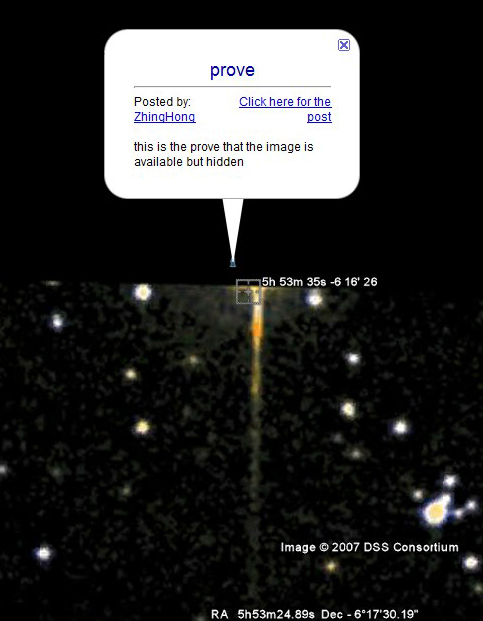 prove
Posted by:
ZhingHong
Click here for the
post
this is the prove that the image is
available but hidden
5h 53m 35s -6 16' 26
Image © 2007 DSS Consortium
RA 5h53m24.89s Dec - 6°17'30.19"